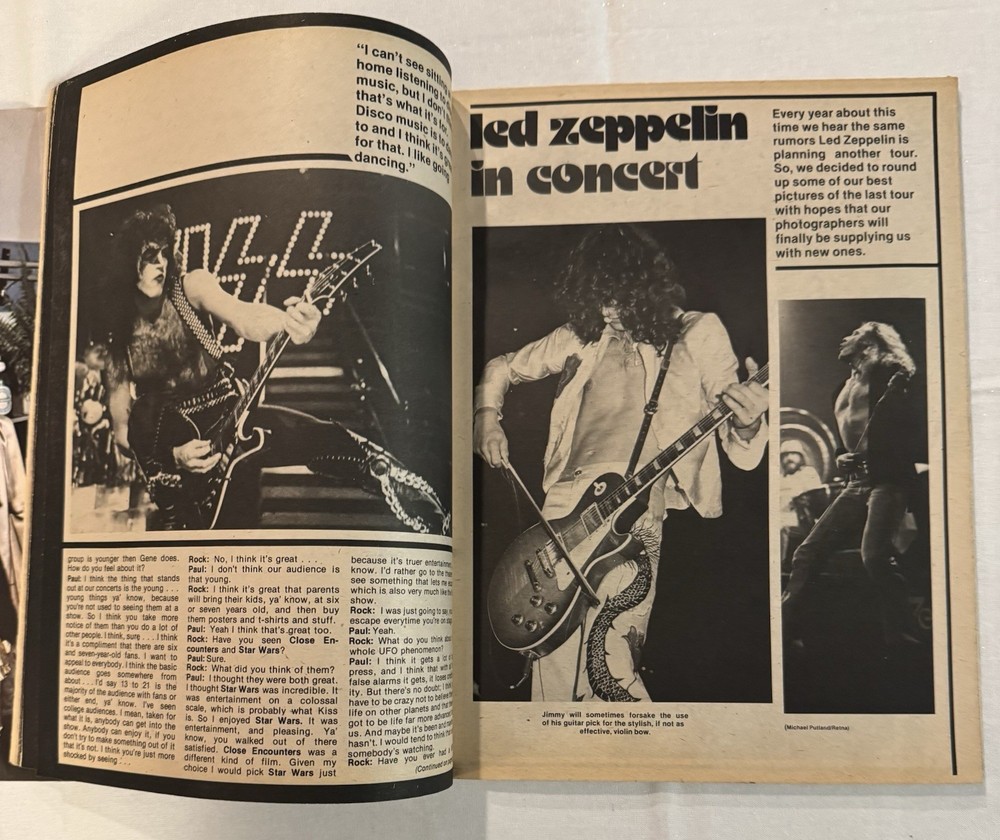 "I can't see sitting
home listening to
music, but I don't
that's what it's for.
Disco music is to
to and I think it's
for that. I like going
dancing."
KISS
group is younger then Gene does.
How do you feel about it?
Paul: I think the thing that stands
out at our concerts is the young . . .
young things ya' know, because
you're not used to seeing them at a
show. So I think you take more
notice of them than you do a lot of
other people. I think, sure . . . I think
it's a compliment that there are six
and seven-year-old fans. I want to
appeal to everybody. I think the basic
audience goes somewhere from
about . . . I'd say 13 to 21 is the
majority of the audience with fans or
either end, ya' know. I've seen
college audiences. I mean, taken for
what it is, anybody can get into the
show. Anybody can enjoy it, if you
don't try to make something out of it
that it's not. I think you're just more
shocked by seeing . . .
Rock: No, I think it's great . . . .
Paul: I don't think our audience is
that young.
Rock: I think it's great that parents
will bring their kids, ya' know, at six
or seven years old, and then buy
them posters and t-shirts and stuff.
Paul: Yeah I think that's great too.
Rock: Have you seen Close En-
counters and Star Wars?
Paul: Sure.
Rock: What did you think of them?
Paul: I thought they were both great.
I thought Star Wars was incredible. It
was entertainment on a colossal
scale, which is probably what Kiss
is. So I enjoyed Star Wars. It was
entertainment, and pleasing. Ya'
know, you walked out of there
satisfied. Close Encounters was a
different kind of film. Given my
choice I would pick Star Wars just
because it's truer
know. I'd rather go to the
see something that lets me
which is also very much like
show.
Rock: I was just going to say,
escape everytime you're on
Paul: Yeah.
Rock: What do you think
whole UFO phenomenon?
Paul: I think it gets a lot
press, and I think that with
false alarms it gets, it loses
ity. But there's no doubt; I
have to be crazy not to believe
life on other planets and that
got to be life far more
us. And maybe it's been and
hasn't. I would tend to think
somebody's watching.
Rock: Have you ever had
(Continued on
led zeppelin
in concert
Every year about this
time we hear the same
rumors Led Zeppelin is
planning another tour.
So, we decided to round
up some of our best
pictures of the last tour
with hopes that our
photographers will
finally be supplying us
with new ones.
Jimmy will sometimes forsake the use
of his guitar pick for the stylish, if not as
effective, violin bow.
(Michael Putland/Retna)